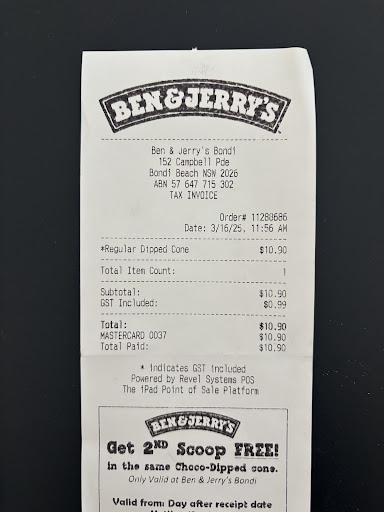 BEN&JERRY'S
Ben & Jerry's Bondi
152 Campbell Pde
Bondi Beach NSW 2026
ABN 57 647 715 302
TAX INVOICE
Order# 11280686
Date: 3/16/25, 11:56 AM
*Regular Dipped Cone $10.90
Total Item Count: 1
Subtotal: $10.90
GST Included: $0.99
Total: $10.90
MASTERCARD 0037 $10.90
Total Paid: $10.90
* indicates GST included
Powered by Revel Systems POS
The iPad Point of Sale Platform
BEN&JERRY'S
Get 2ND Scoop FREE!
in the same Choco-Dipped cone.
Only Valid at Ben & Jerry's Bondi
Valid from: Day after receipt date